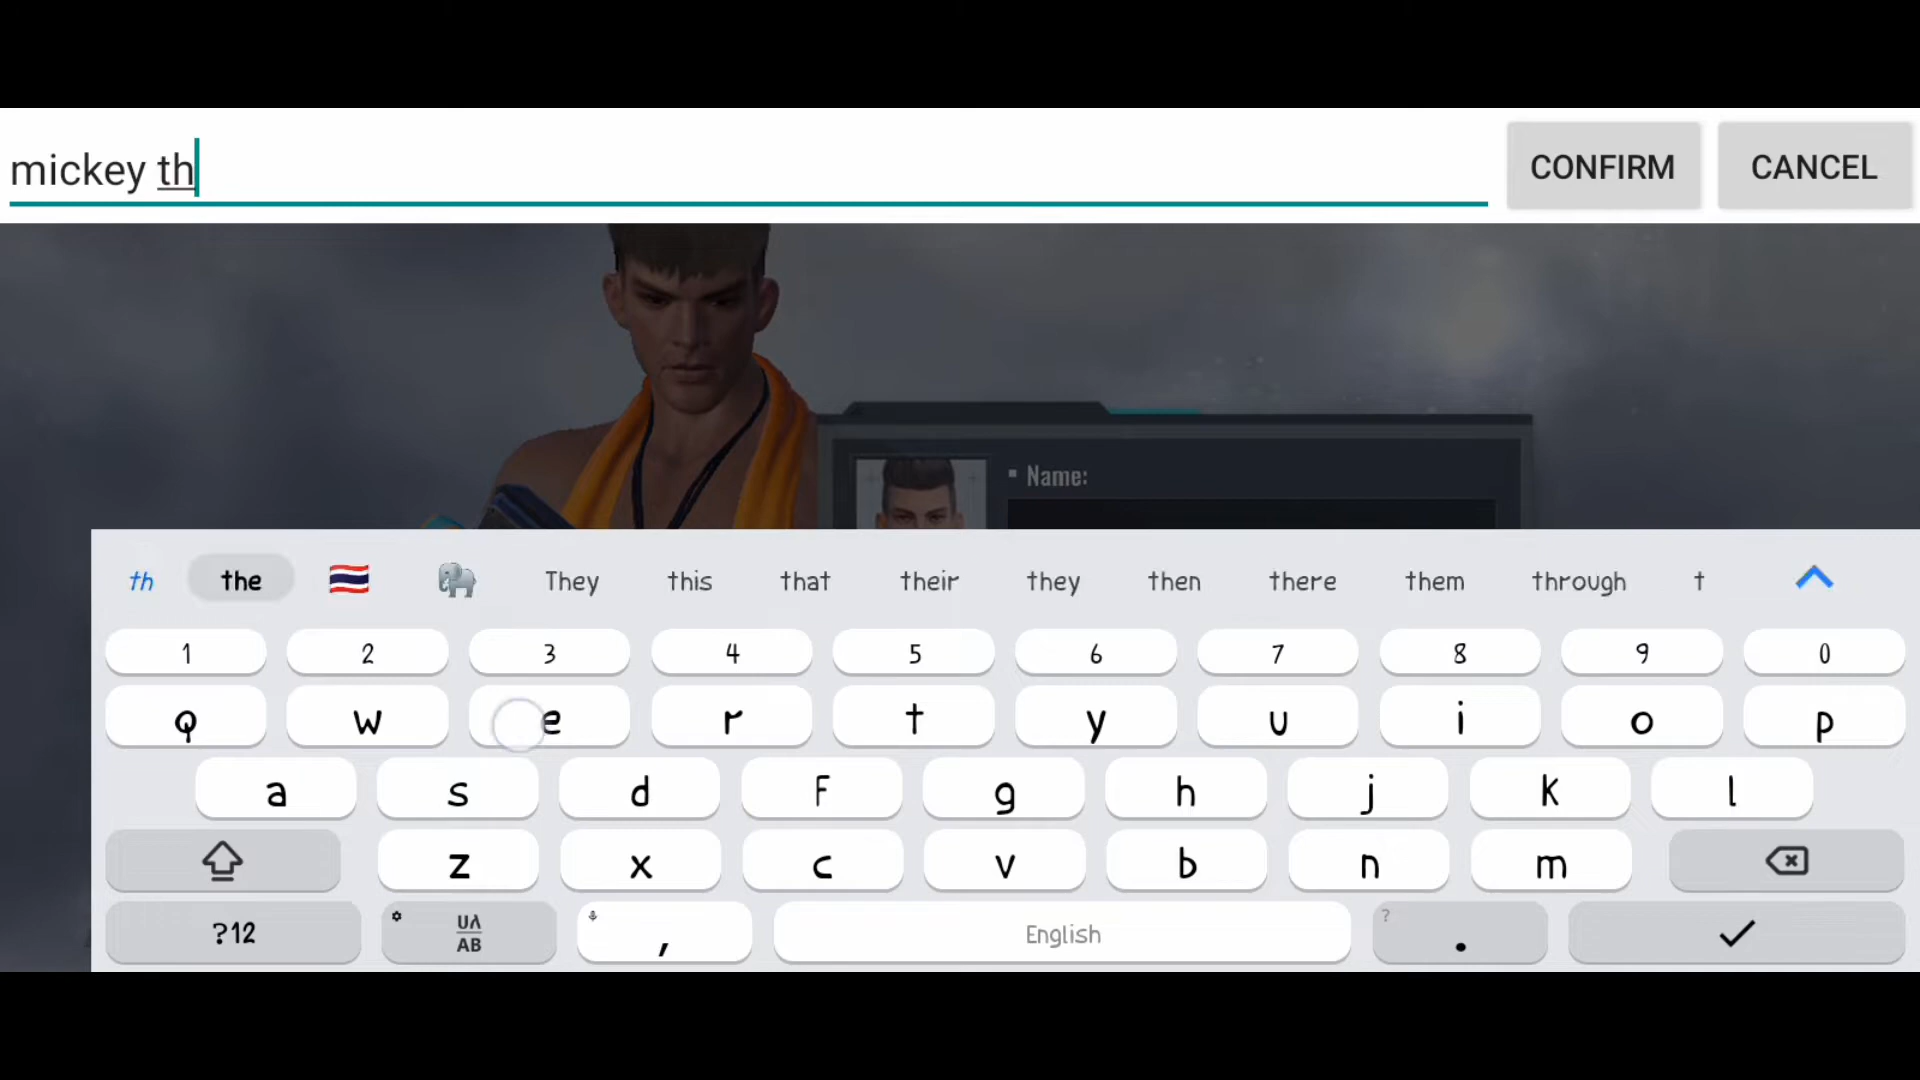 mickey th
CONFIRM CANCEL
Name:
th the They this that their they then there them through t
1 2 3 4 5 6 7 8 9 0
q w e r t y u i o p
a s d f g h j k l
z x c v b n m
?12 , English ? .
AB